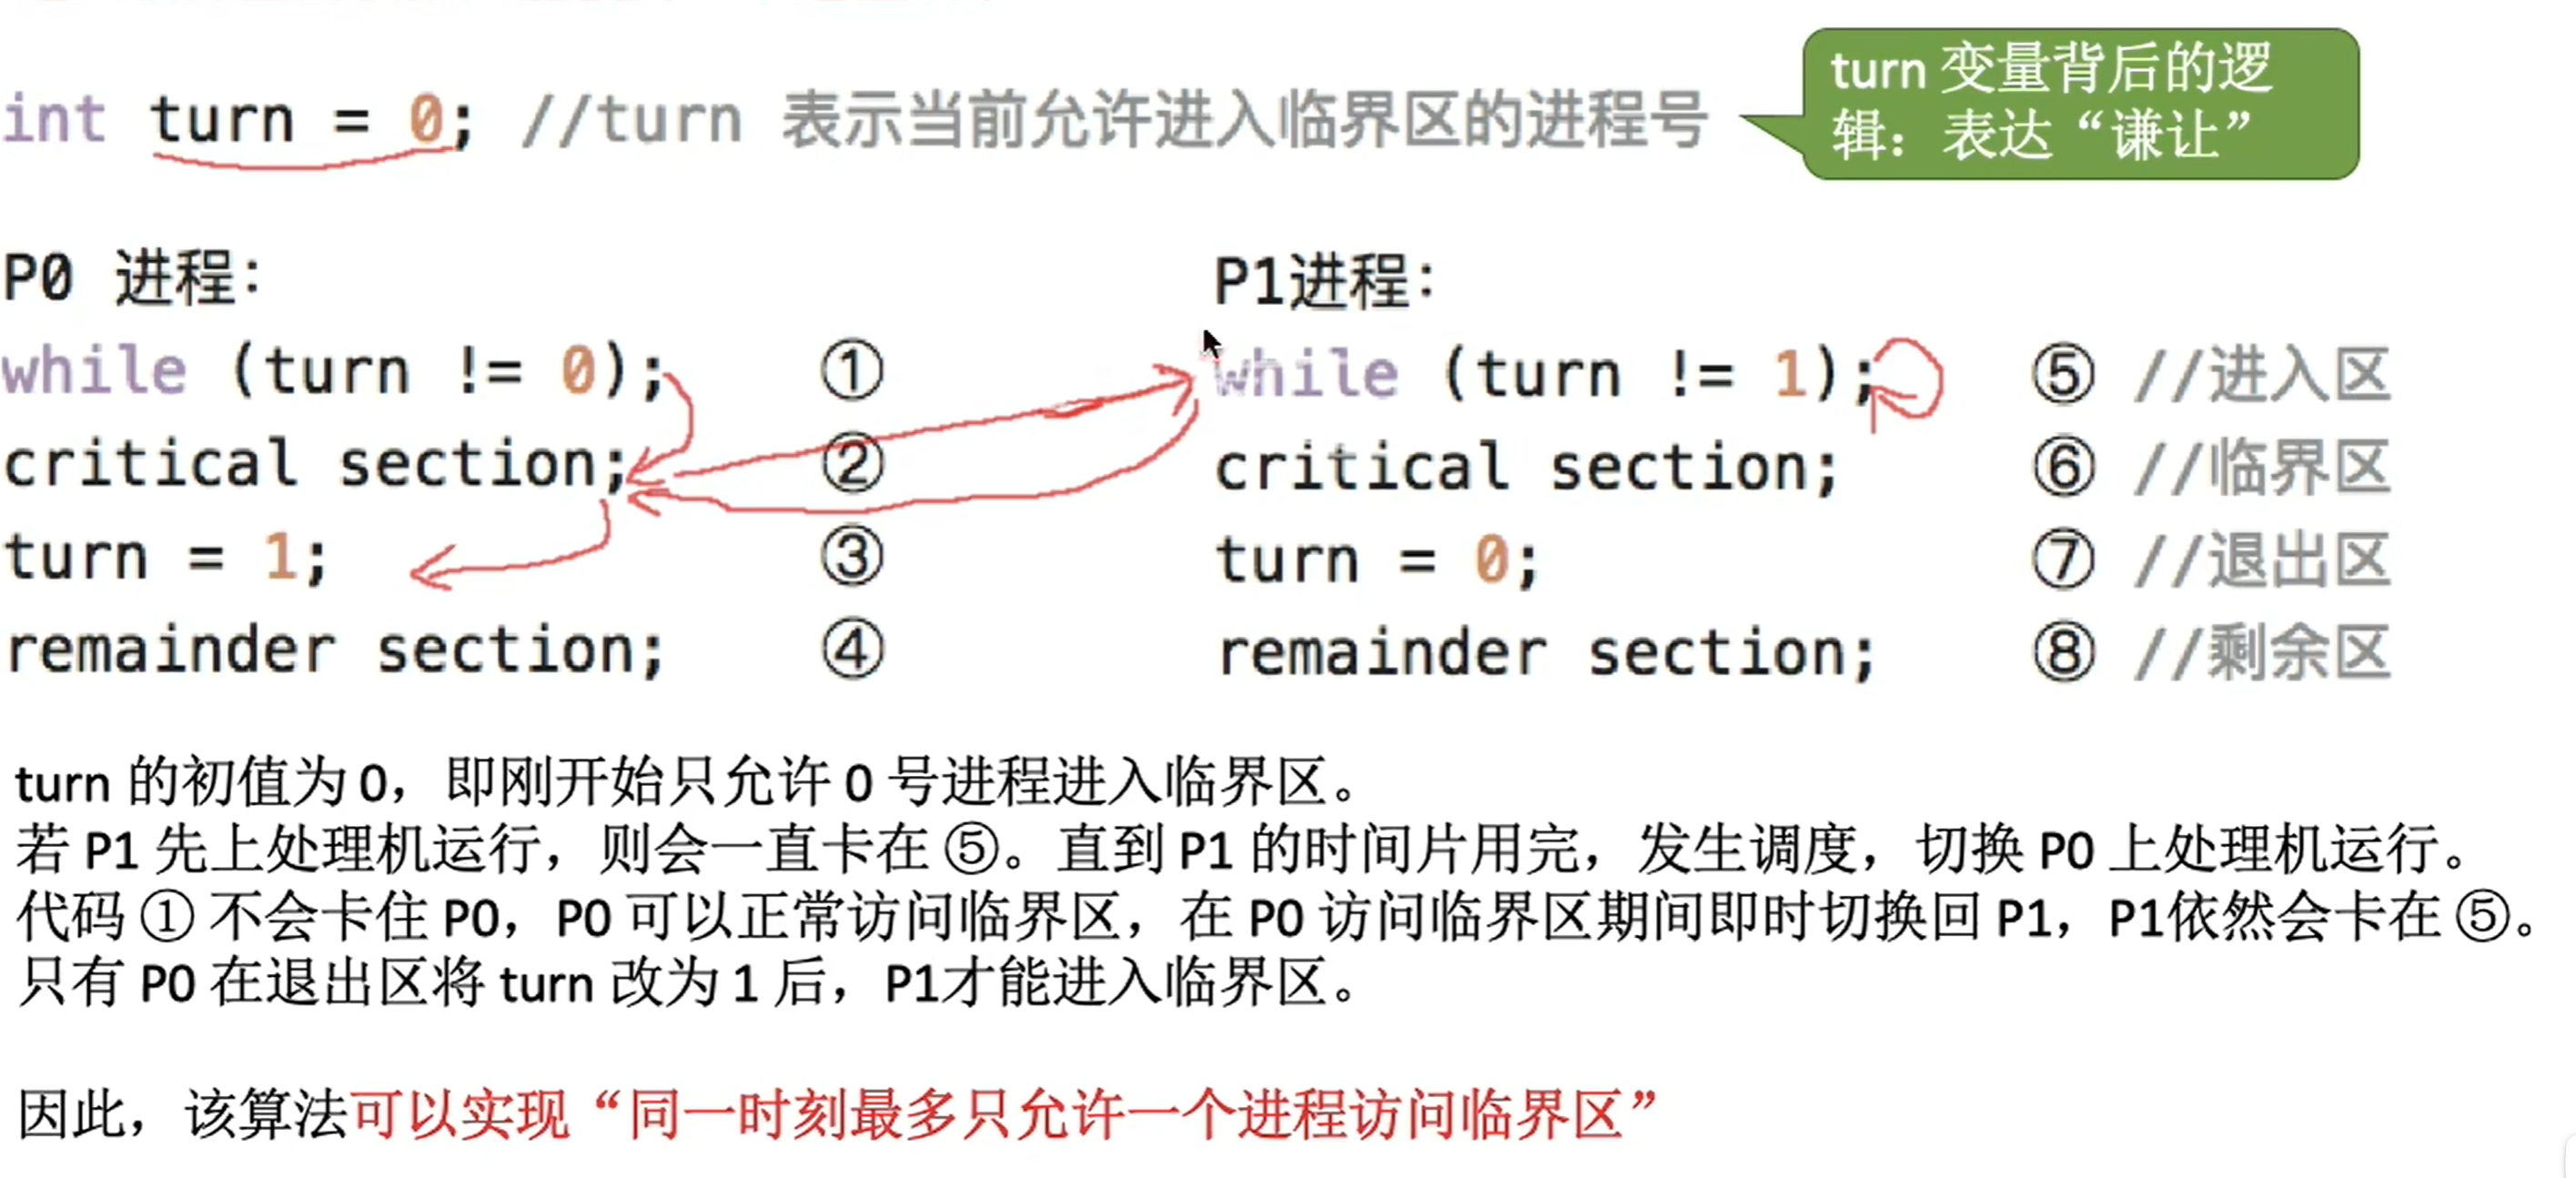 int turn = 0; //turn 表示当前允许进入临界区的进程号
turn 变量背后的逻
辑：表达“谦让”
P0 进程：
while (turn != 0); ①
critical section; ②
turn = 1; ③
remainder section; ④
P1进程：
while (turn != 1); ⑤ //进入区
critical section; ⑥ //临界区
turn = 0; ⑦ //退出区
remainder section; ⑧ //剩余区
turn 的初值为 0，即刚开始只允许 0 号进程进入临界区。
若 P1 先上处理机运行，则会一直卡在 ⑤。直到 P1 的时间片用完，发生调度，切换 P0 上处理机运行。
代码 ① 不会卡住 P0，P0 可以正常访问临界区，在 P0 访问临界区期间即时切换回 P1，P1依然会卡在 ⑤。
只有 P0 在退出区将 turn 改为 1 后，P1才能进入临界区。
因此，该算法可以实现“同一时刻最多只允许一个进程访问临界区”